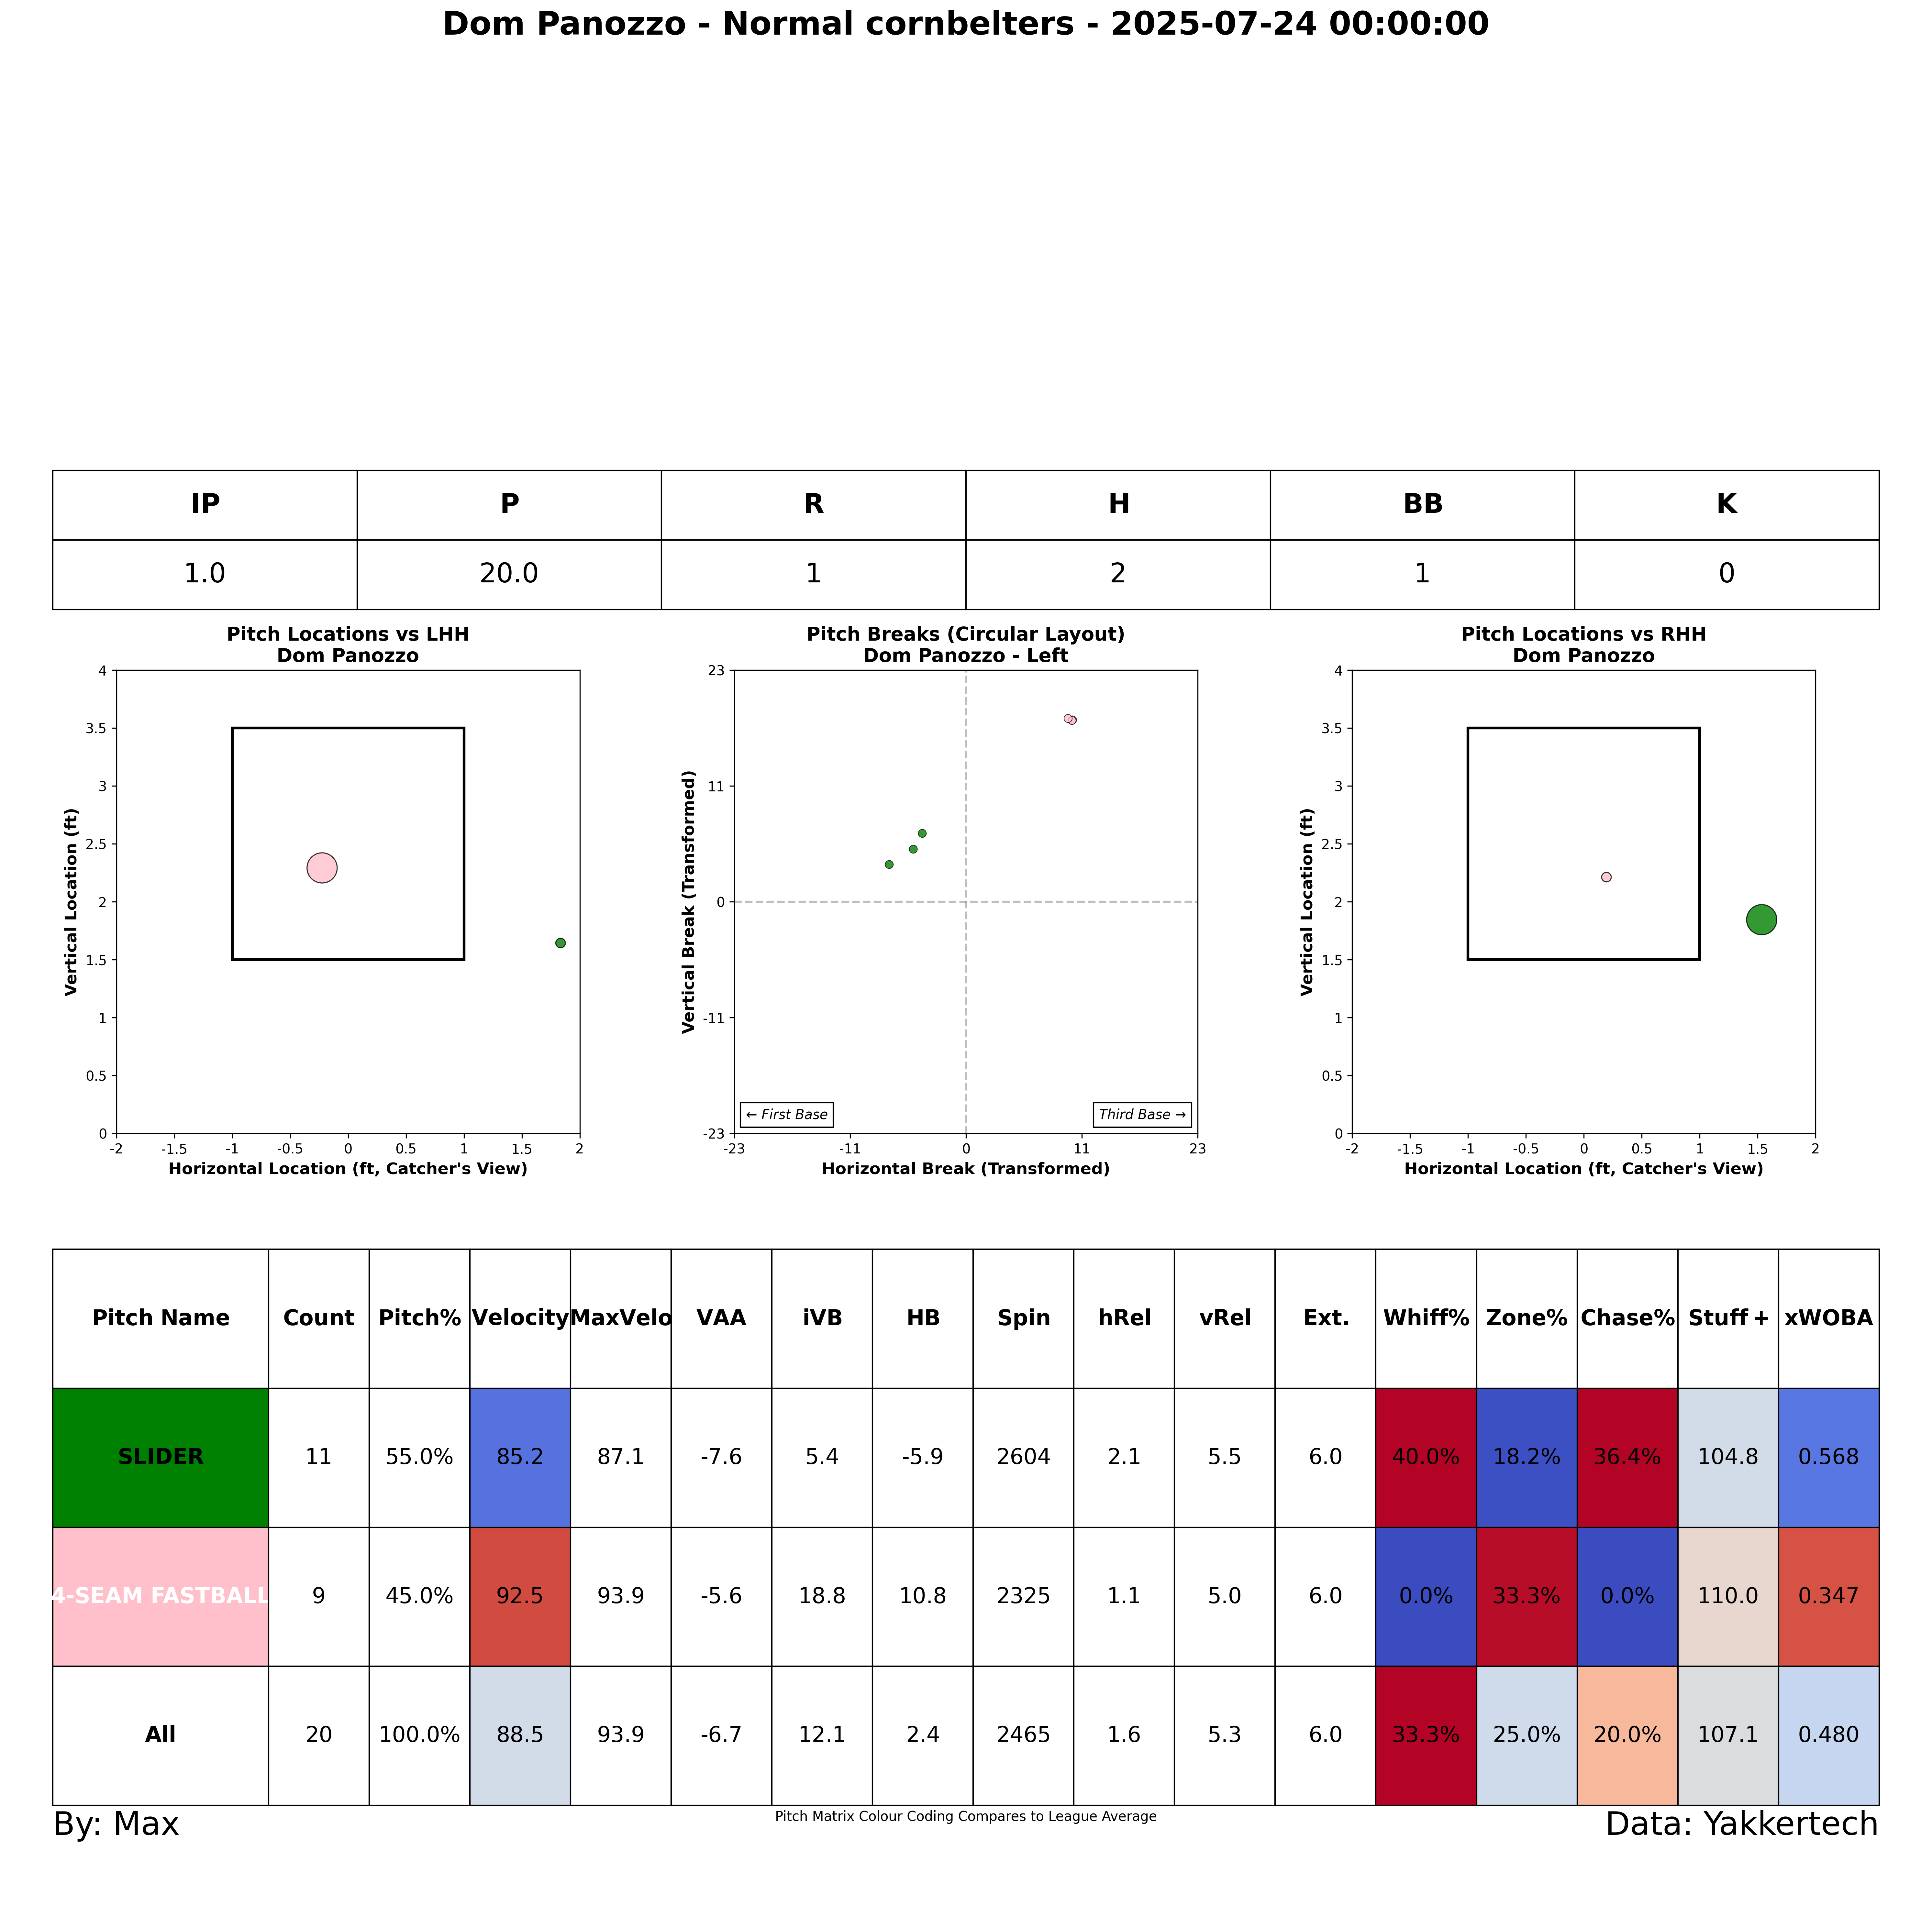 Dom Panozzo - Normal cornbelters - 2025-07-24 00:00:00
IP P R H BB K
1.0 20.0 1 2 1 0
Pitch Locations vs LHH
Dom Panozzo
4
3.5
3
2.5
2
1.5
1
0.5
0
-2 -1.5 -1 -0.5 0 0.5 1 1.5 2
Vertical Location (ft)
Horizontal Location (ft, Catcher's View)
Pitch Breaks (Circular Layout)
Dom Panozzo - Left
23
11
0
-11
-23
-23 -11 0 11 23
Vertical Break (Transformed)
← First Base
Third Base →
Horizontal Break (Transformed)
Pitch Locations vs RHH
Dom Panozzo
4
3.5
3
2.5
2
1.5
1
0.5
0
-2 -1.5 -1 -0.5 0 0.5 1 1.5 2
Vertical Location (ft)
Horizontal Location (ft, Catcher's View)
Pitch Name Count Pitch% Velocity MaxVelo VAA iVB HB Spin hRel vRel Ext. Whiff% Zone% Chase% Stuff+ xWOBA
SLIDER 11 55.0% 85.2 87.1 -7.6 5.4 -5.9 2604 2.1 5.5 6.0 40.0% 18.2% 36.4% 104.8 0.568
4-SEAM FASTBALL 9 45.0% 92.5 93.9 -5.6 18.8 10.8 2325 1.1 5.0 6.0 0.0% 33.3% 0.0% 110.0 0.347
All 20 100.0% 88.5 93.9 -6.7 12.1 2.4 2465 1.6 5.3 6.0 33.3% 25.0% 20.0% 107.1 0.480
By: Max
Pitch Matrix Colour Coding Compares to League Average
Data: Yakkertech